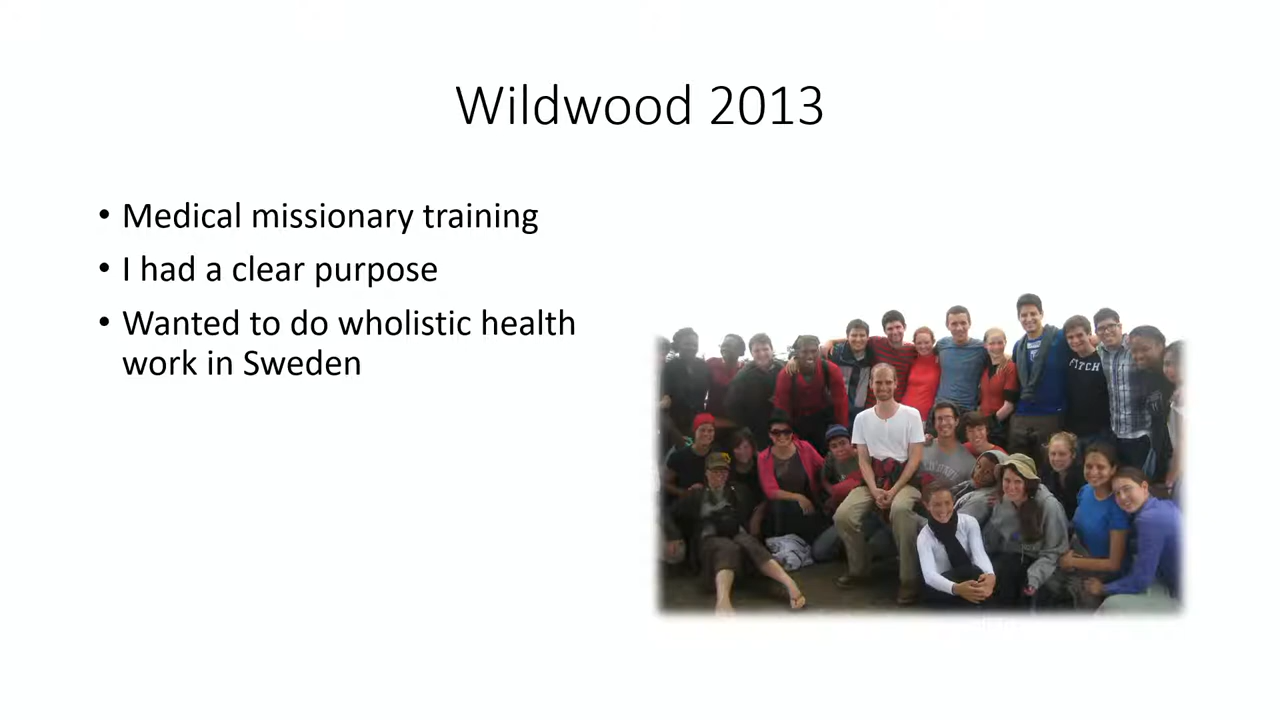 Wildwood 2013
• Medical missionary training
• I had a clear purpose
• Wanted to do wholistic health
work in Sweden